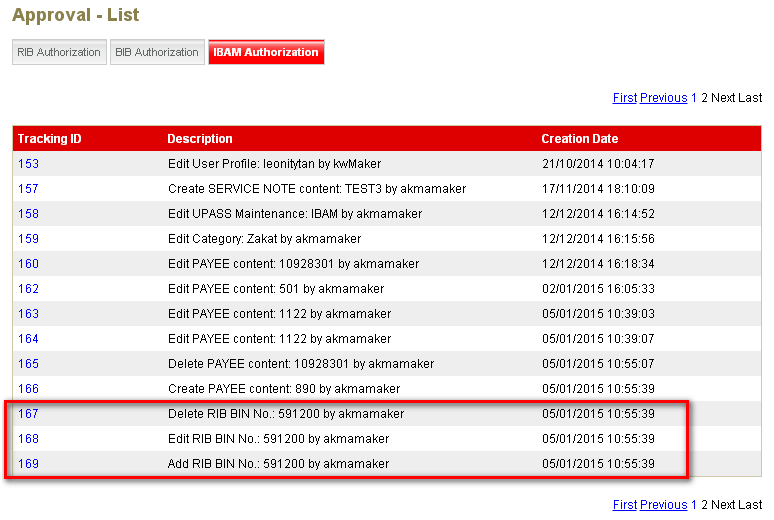 Approval - List
RIB Authorization BIB Authorization IBAM Authorization
First Previous 1 2 Next Last
Tracking ID Description Creation Date
153 Edit User Profile: leonitytan by kwMaker 21/10/2014 10:04:17
157 Create SERVICE NOTE content: TEST3 by akmamaker 17/11/2014 18:10:09
158 Edit UPASS Maintenance: IBAM by akmamaker 12/12/2014 16:14:52
159 Edit Category: Zakat by akmamaker 12/12/2014 16:15:56
160 Edit PAYEE content: 10928301 by akmamaker 12/12/2014 16:18:34
162 Edit PAYEE content: 501 by akmamaker 02/01/2015 16:05:33
163 Edit PAYEE content: 1122 by akmamaker 05/01/2015 10:39:03
164 Edit PAYEE content: 1122 by akmamaker 05/01/2015 10:39:07
165 Delete PAYEE content: 10928301 by akmamaker 05/01/2015 10:55:07
166 Create PAYEE content: 890 by akmamaker 05/01/2015 10:55:39
167 Delete RIB BIN No.: 591200 by akmamaker 05/01/2015 10:55:39
168 Edit RIB BIN No.: 591200 by akmamaker 05/01/2015 10:55:39
169 Add RIB BIN No.: 591200 by akmamaker 05/01/2015 10:55:39
First Previous 1 2 Next Last